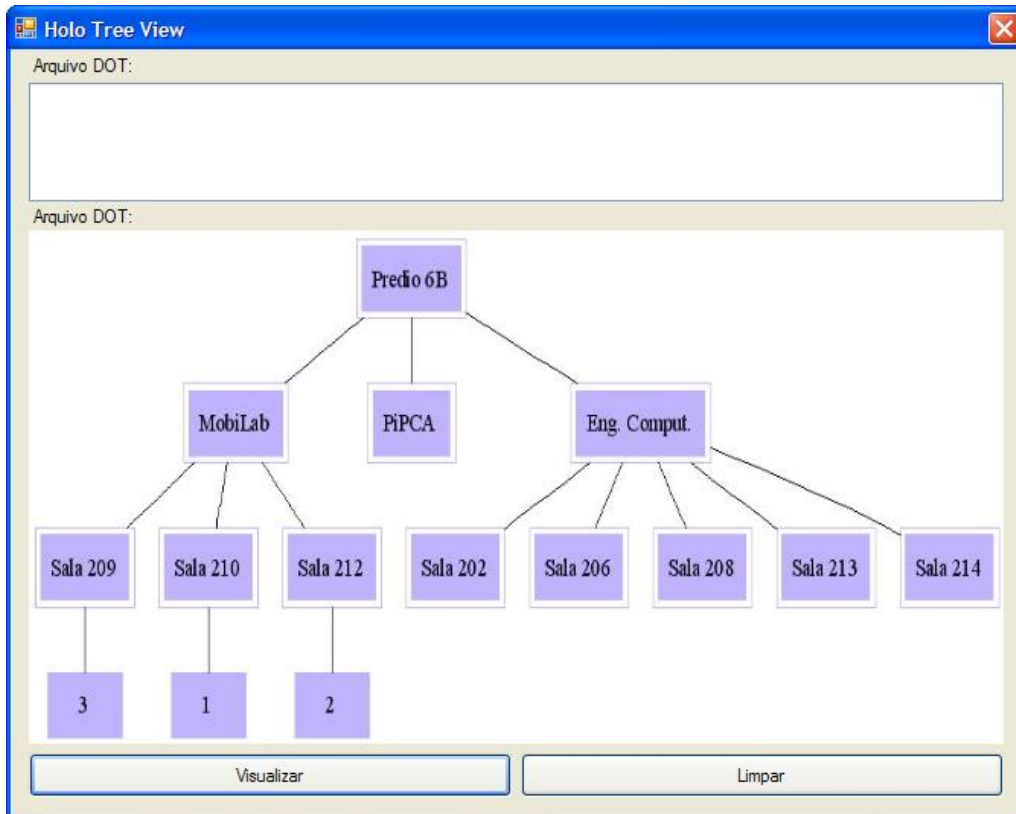 Holo Tree View
Arquivo DOT:
Arquivo DOT:
Predio 6B
MobiLab
PiPCA
Eng. Comput.
Sala 209
Sala 210
Sala 212
Sala 202
Sala 206
Sala 208
Sala 213
Sala 214
3
1
2
Visualizar
Limpar